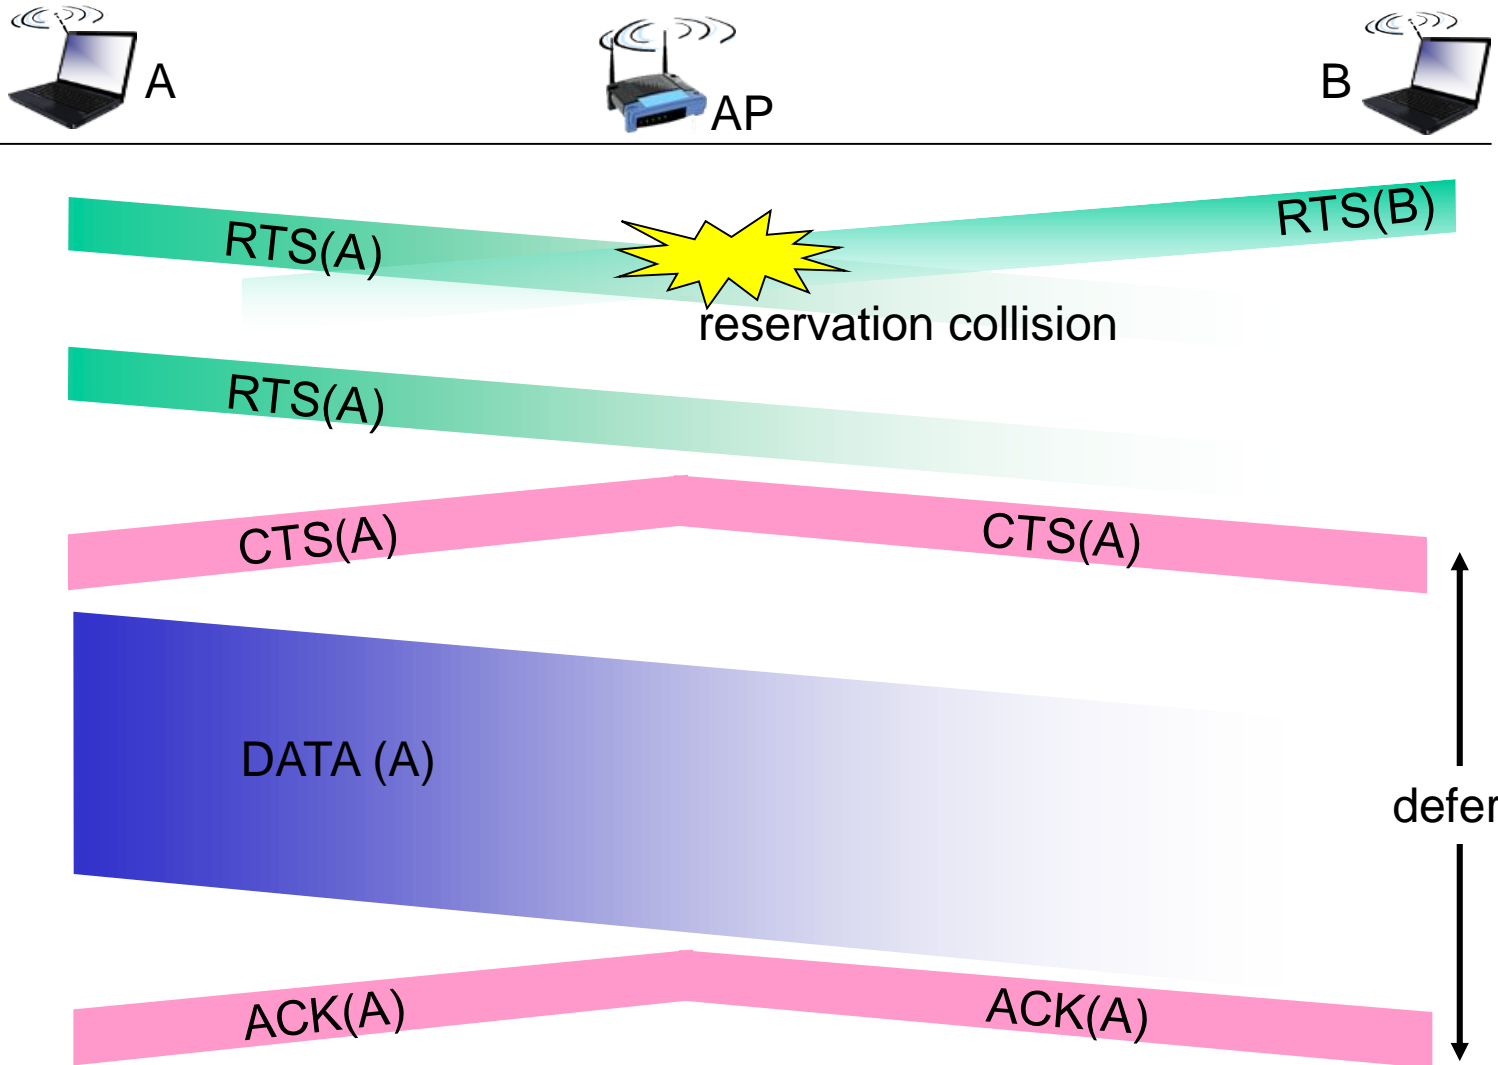 A
AP
B
RTS(A)
RTS(B)
reservation collision
RTS(A)
CTS(A)
CTS(A)
DATA (A)
defer
ACK(A)
ACK(A)